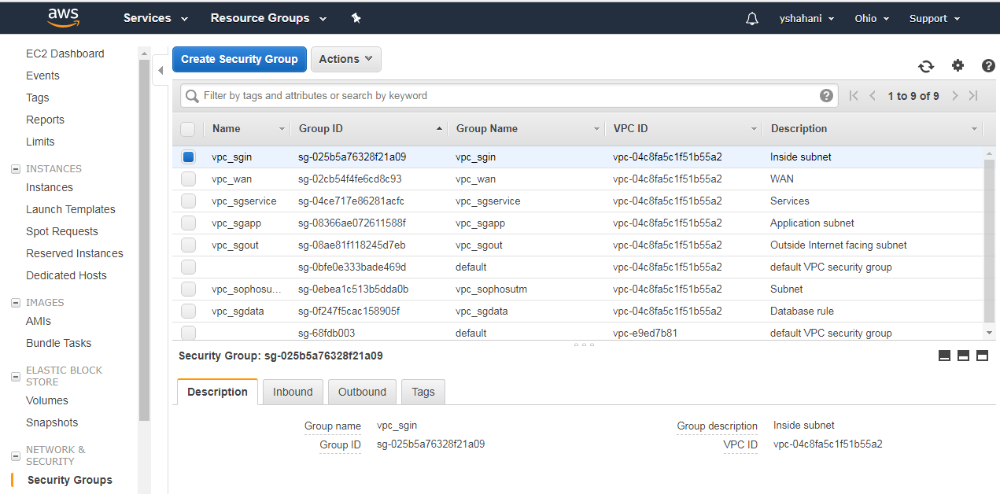 aws Services Resource Groups yshahani Ohio Support
EC2 Dashboard
Events
Tags
Reports
Limits
INSTANCES
Instances
Launch Templates
Spot Requests
Reserved Instances
Dedicated Hosts
IMAGES
AMIs
Bundle Tasks
ELASTIC BLOCK
STORE
Volumes
Snapshots
NETWORK &
SECURITY
Security Groups
Create Security Group Actions
Filter by tags and attributes or search by keyword 1 to 9 of 9
Name Group ID Group Name VPC ID Description
vpc_sgin sg-025b5a76328f21a09 vpc_sgin vpc-04c8fa5c1f51b55a2 Inside subnet
vpc_wan sg-02cb54f4fe6cd8c93 vpc_wan vpc-04c8fa5c1f51b55a2 WAN
vpc_sgservice sg-04ce717e86281acfc vpc_sgservice vpc-04c8fa5c1f51b55a2 Services
vpc_sgapp sg-08366ae072611588f vpc_sgapp vpc-04c8fa5c1f51b55a2 Application subnet
vpc_sgout sg-08ae81f118245d7eb vpc_sgout vpc-04c8fa5c1f51b55a2 Outside Internet facing subnet
sg-0bfe0e333bade469d default vpc-04c8fa5c1f51b55a2 default VPC security group
vpc_sophosu... sg-0ebea1c513b5dda0b vpc_sophosutm vpc-04c8fa5c1f51b55a2 Subnet
vpc_sgdata sg-0f247f5cac158905f vpc_sgdata vpc-04c8fa5c1f51b55a2 Database rule
sg-68fdb003 default vpc-e9ed7b81 default VPC security group
Security Group: sg-025b5a76328f21a09
Description Inbound Outbound Tags
Group name vpc_sgin Group description Inside subnet
Group ID sg-025b5a76328f21a09 VPC ID vpc-04c8fa5c1f51b55a2